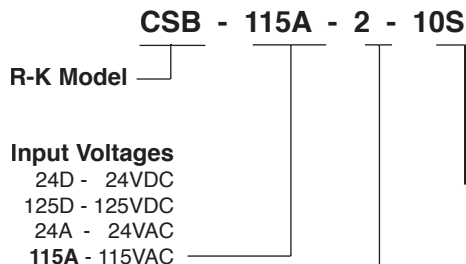 CSB - 115A - 2 - 10S
R-K Model
Input Voltages
24D - 24VDC
125D - 125VDC
24A - 24VAC
115A - 115VAC